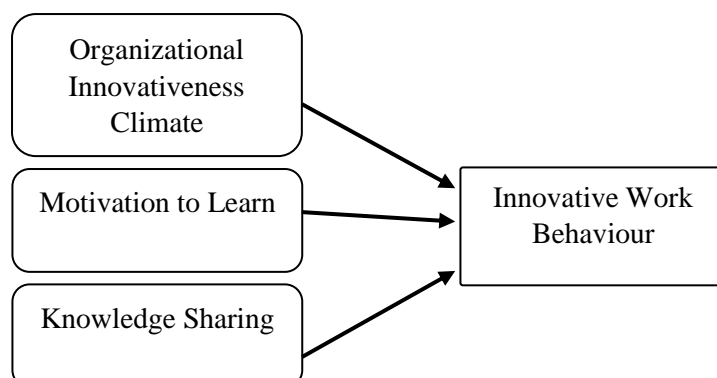 Organizational
Innovativeness
Climate
Motivation to Learn
Knowledge Sharing
Innovative Work
Behaviour